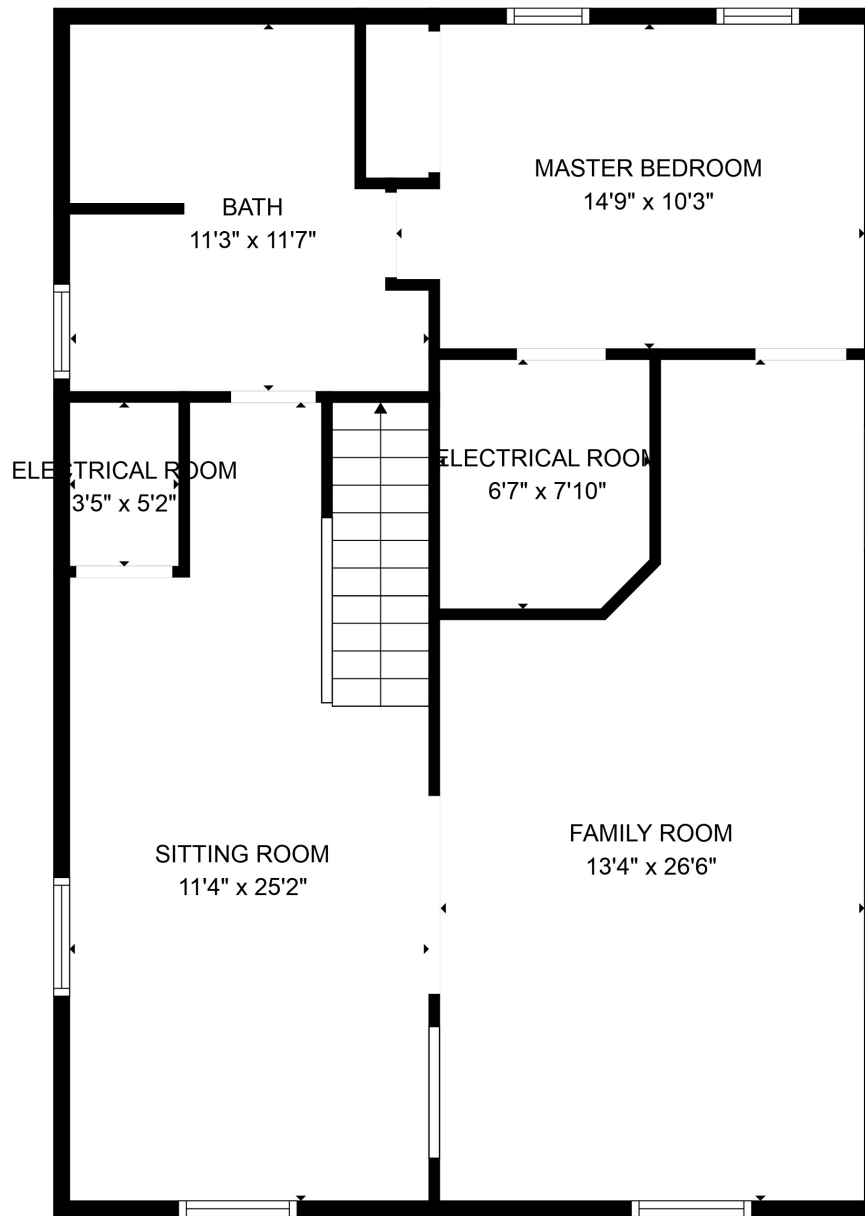 MASTER BEDROOM
14'9" x 10'3"
BATH
11'3" x 11'7"
ELECTRICAL ROOM
3'5" x 5'2"
ELECTRICAL ROOM
6'7" x 7'10"
SITTING ROOM
11'4" x 25'2"
FAMILY ROOM
13'4" x 26'6"